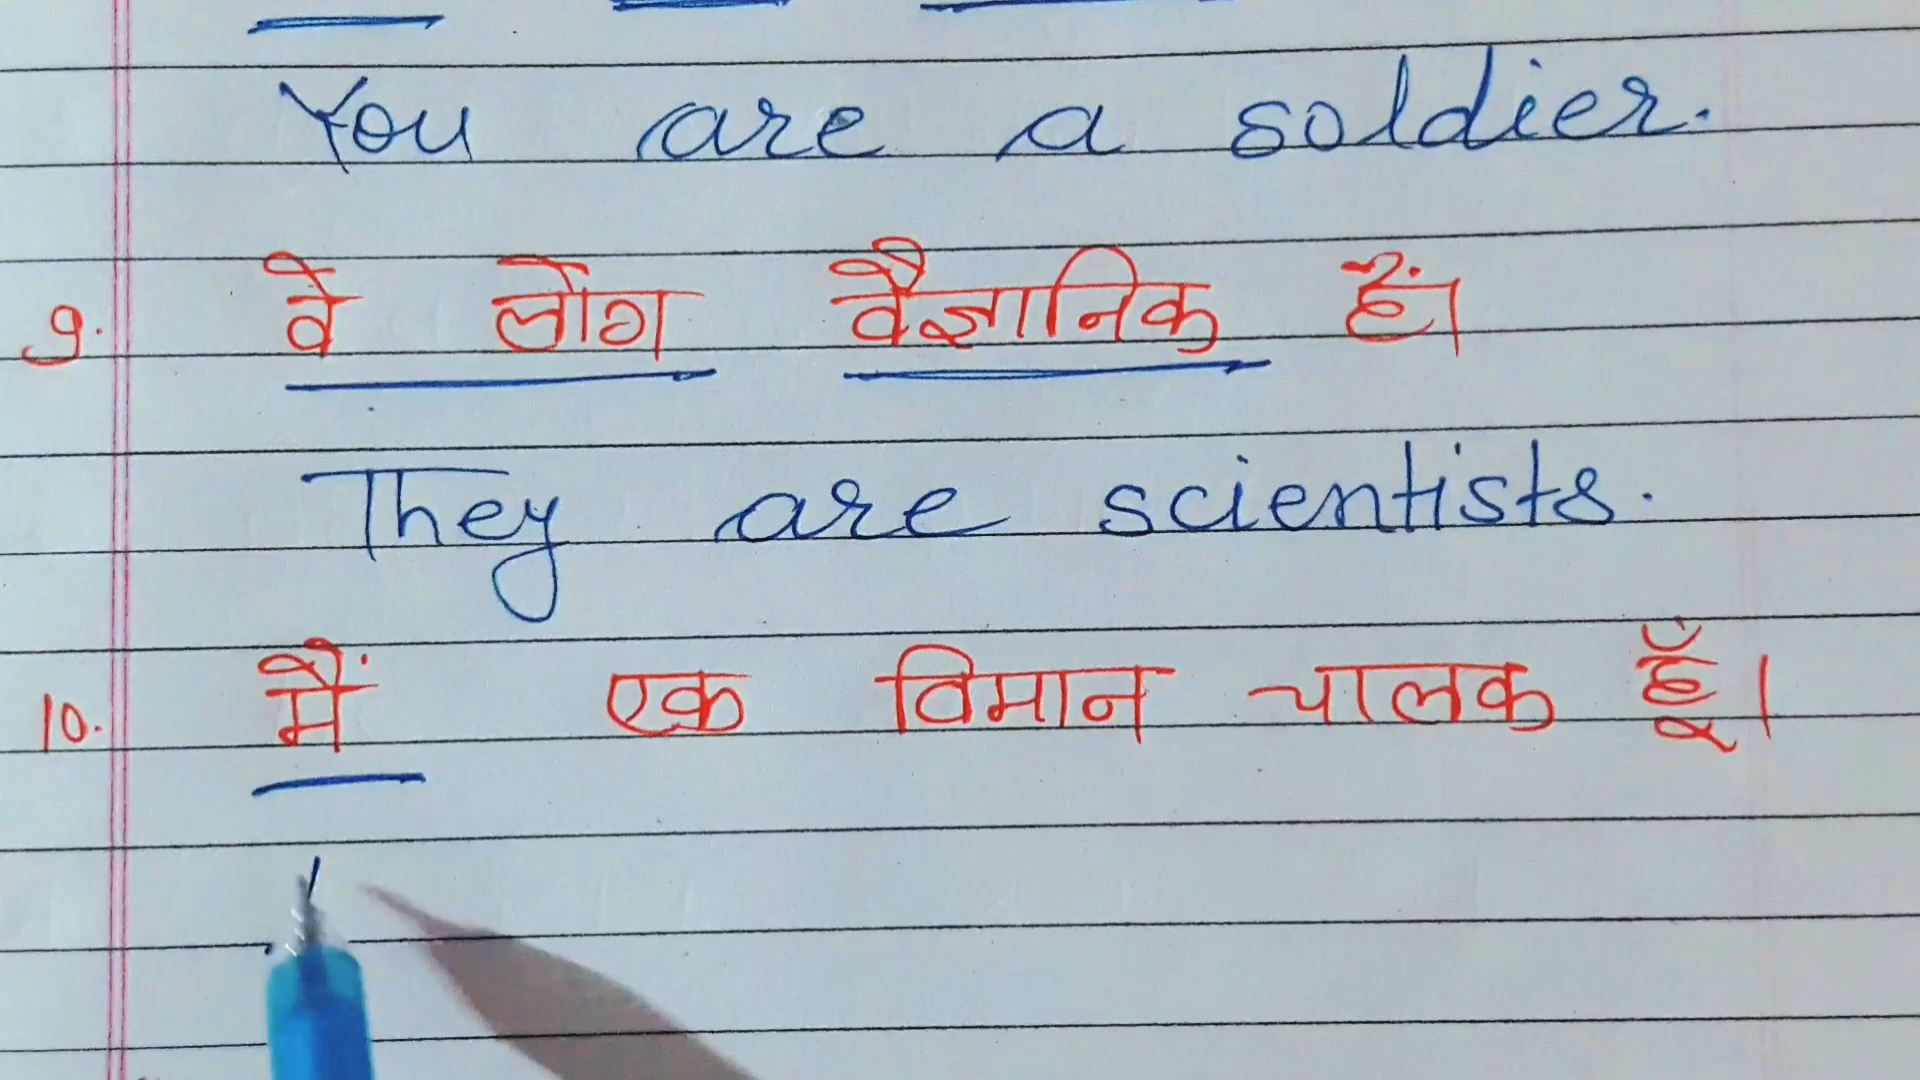 You are a soldier.
9. वे लोग वैज्ञानिक हैं।
They are scientists.
10. मैं एक विमान चालक हूँ।